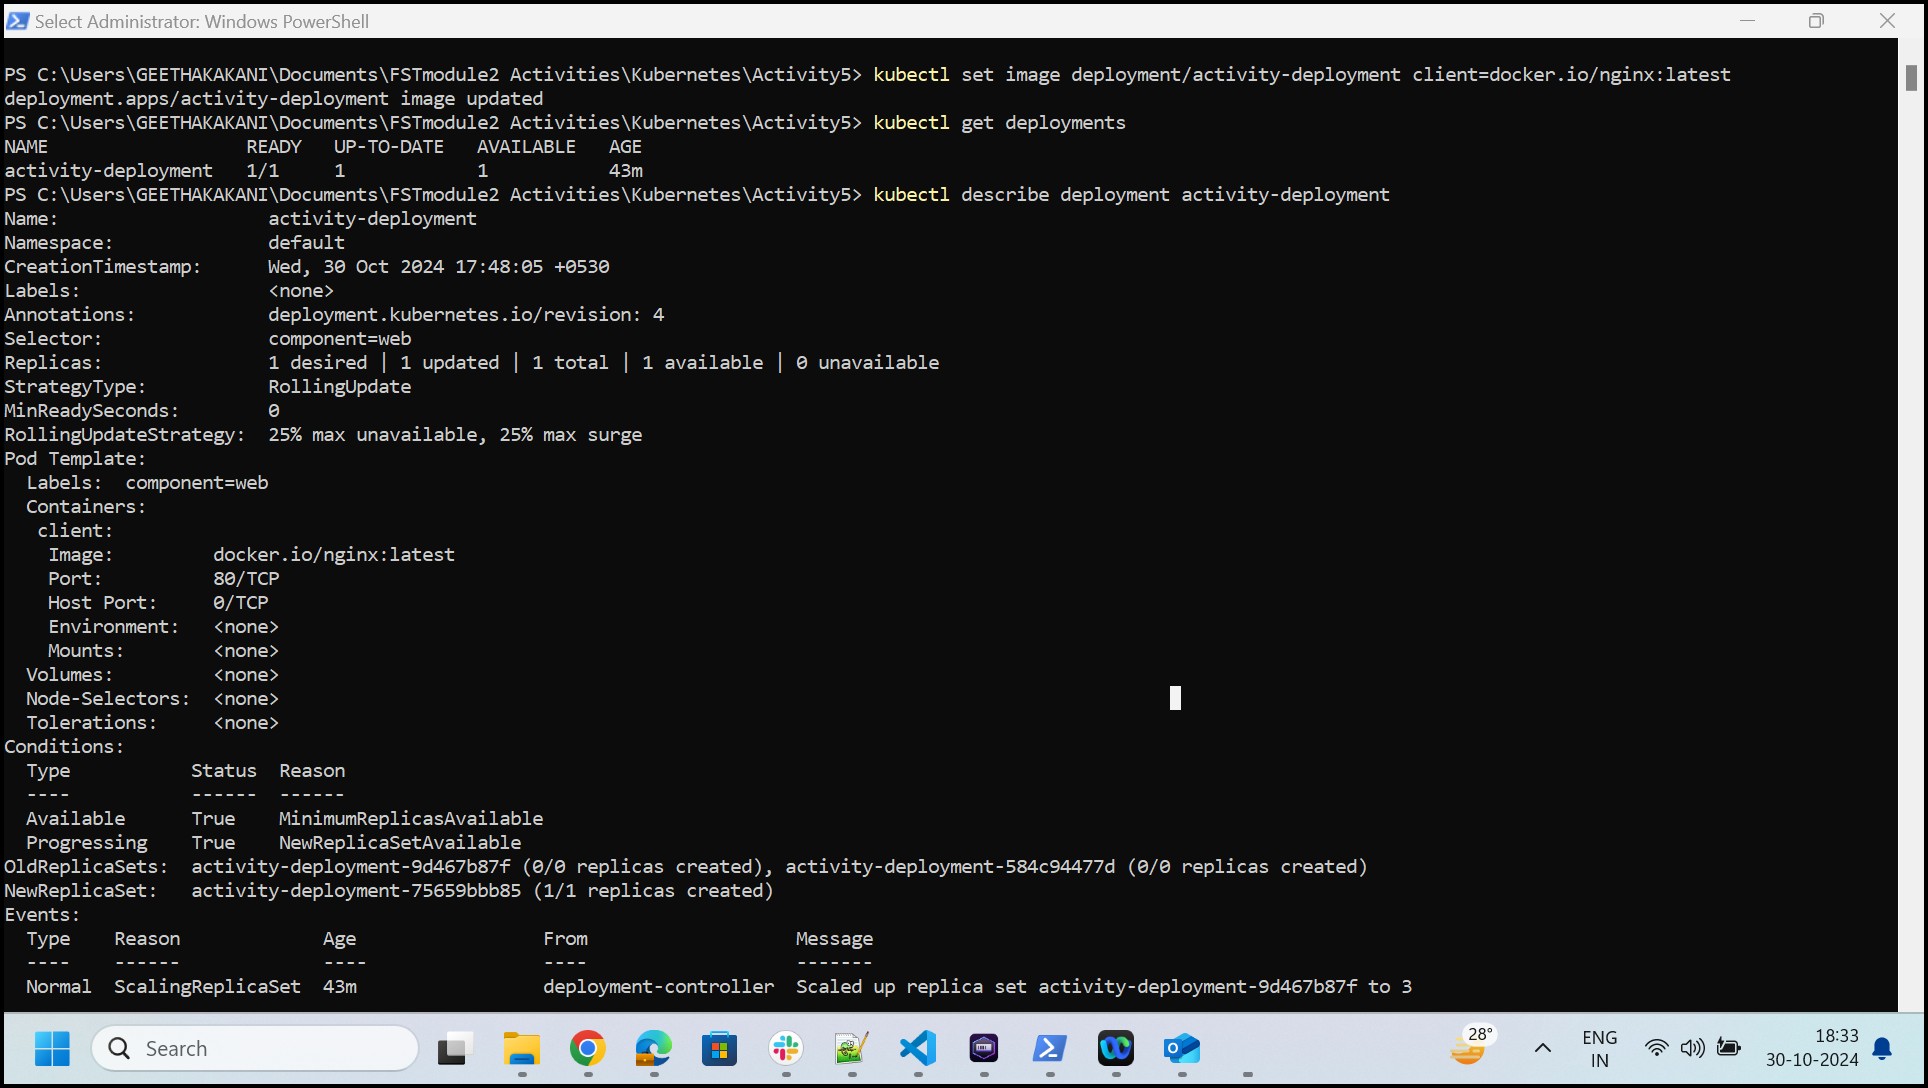 Select Administrator: Windows PowerShell
PS C:\Users\GEETHAKAKANI\Documents\FSTmodule2 Activities\Kubernetes\Activity5> kubectl set image deployment/activity-deployment client=docker.io/nginx:latest
deployment.apps/activity-deployment image updated
PS C:\Users\GEETHAKAKANI\Documents\FSTmodule2 Activities\Kubernetes\Activity5> kubectl get deployments
NAME                  READY   UP-TO-DATE   AVAILABLE   AGE
activity-deployment   1/1     1            1           43m
PS C:\Users\GEETHAKAKANI\Documents\FSTmodule2 Activities\Kubernetes\Activity5> kubectl describe deployment activity-deployment
Name:                   activity-deployment
Namespace:              default
CreationTimestamp:      Wed, 30 Oct 2024 17:48:05 +0530
Labels:                 <none>
Annotations:            deployment.kubernetes.io/revision: 4
Selector:               component=web
Replicas:               1 desired | 1 updated | 1 total | 1 available | 0 unavailable
StrategyType:           RollingUpdate
MinReadySeconds:        0
RollingUpdateStrategy:  25% max unavailable, 25% max surge
Pod Template:
  Labels:  component=web
  Containers:
   client:
    Image:         docker.io/nginx:latest
    Port:          80/TCP
    Host Port:     0/TCP
    Environment:   <none>
    Mounts:        <none>
  Volumes:         <none>
  Node-Selectors:  <none>
  Tolerations:     <none>
Conditions:
  Type           Status  Reason
  ----           ------  ------
  Available      True    MinimumReplicasAvailable
  Progressing    True    NewReplicaSetAvailable
OldReplicaSets:  activity-deployment-9d467b87f (0/0 replicas created), activity-deployment-584c94477d (0/0 replicas created)
NewReplicaSet:   activity-deployment-75659bbb85 (1/1 replicas created)
Events:
  Type    Reason             Age                 From                   Message
  ----    ------             ----                ----                   -------
  Normal  ScalingReplicaSet  43m                 deployment-controller  Scaled up replica set activity-deployment-9d467b87f to 3
Search
28°
ENG
IN
18:33
30-10-2024